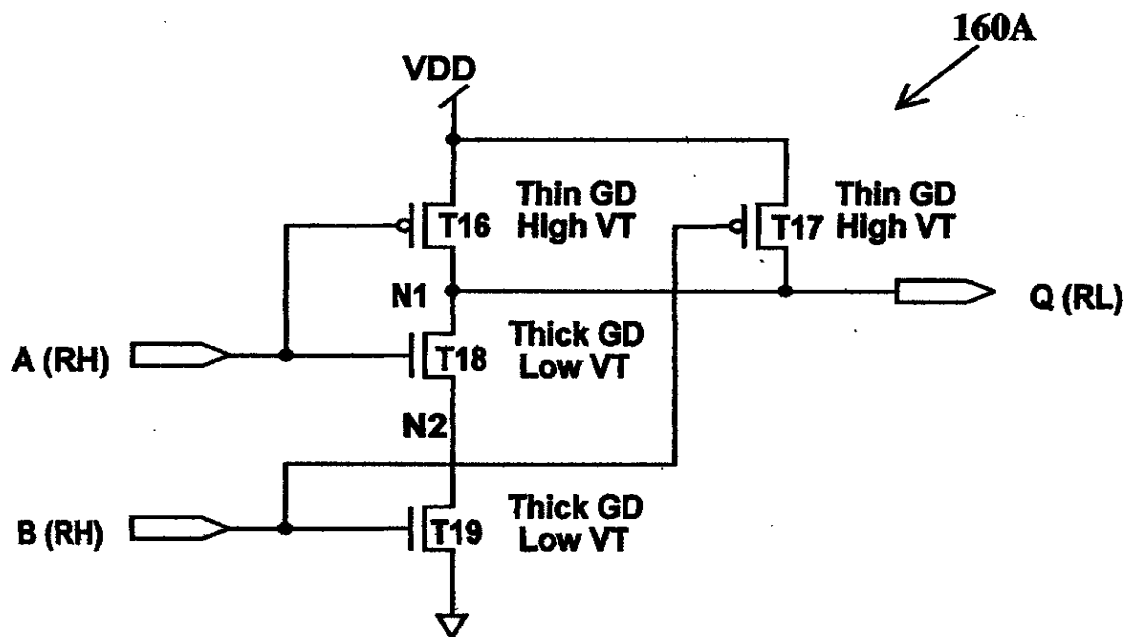 160A
VDD
Thin GD
High VT
T16
Thin GD
High VT
T17
N1
Q (RL)
A (RH)
T18
Thick GD
Low VT
N2
B (RH)
T19
Thick GD
Low VT